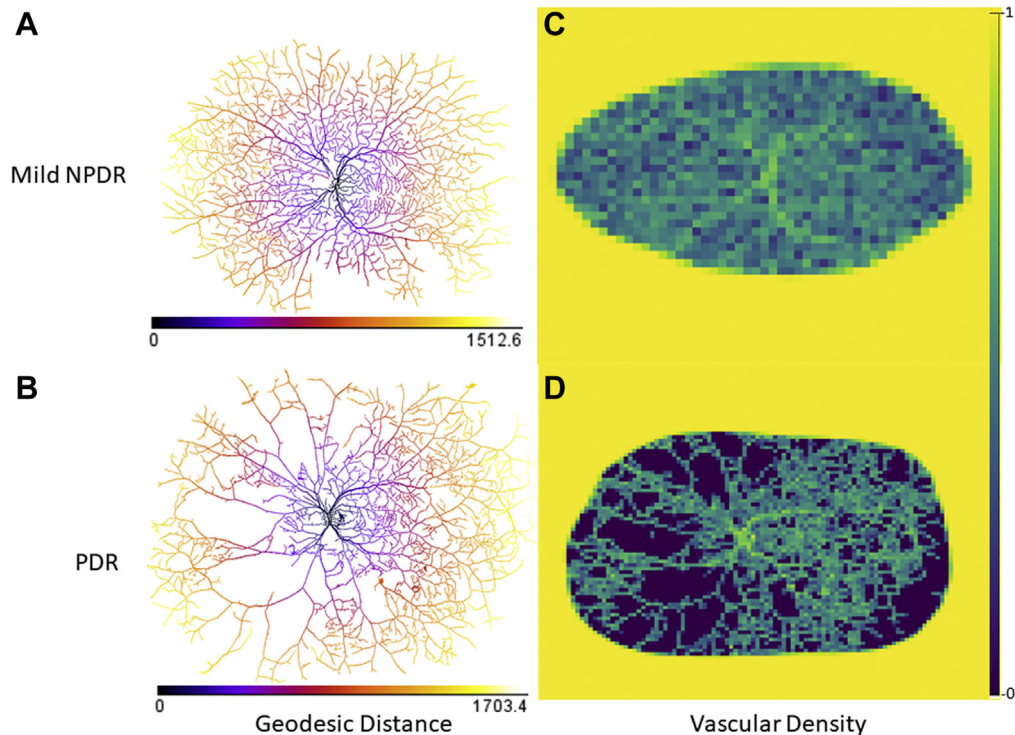 A
C
-1
Mild NPDR
0 1512.6
B
D
PDR
0 1703.4
-0
Geodesic Distance
Vascular Density